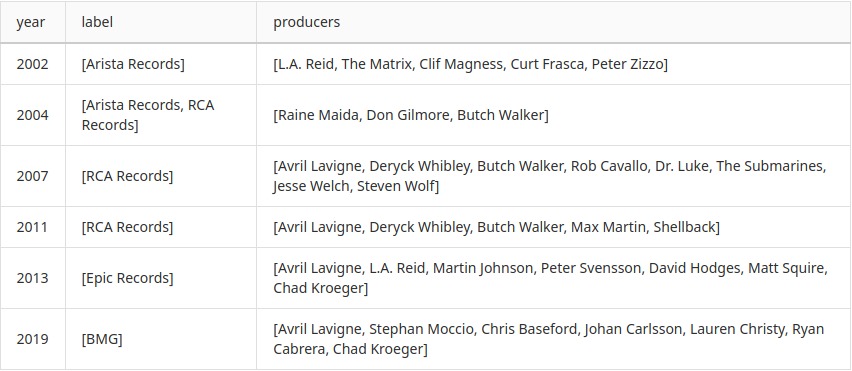 year label producers
2002 [Arista Records] [L.A. Reid, The Matrix, Clif Magness, Curt Frasca, Peter Zizzo]
2004 [Arista Records, RCA Records] [Raine Maida, Don Gilmore, Butch Walker]
2007 [RCA Records] [Avril Lavigne, Deryck Whibley, Butch Walker, Rob Cavallo, Dr. Luke, The Submarines,
Jesse Welch, Steven Wolf]
2011 [RCA Records] [Avril Lavigne, Deryck Whibley, Butch Walker, Max Martin, Shellback]
2013 [Epic Records] [Avril Lavigne, L.A. Reid, Martin Johnson, Peter Svensson, David Hodges, Matt Squire,
Chad Kroeger]
2019 [BMG] [Avril Lavigne, Stephan Moccio, Chris Baseford, Johan Carlsson, Lauren Christy, Ryan
Cabrera, Chad Kroeger]